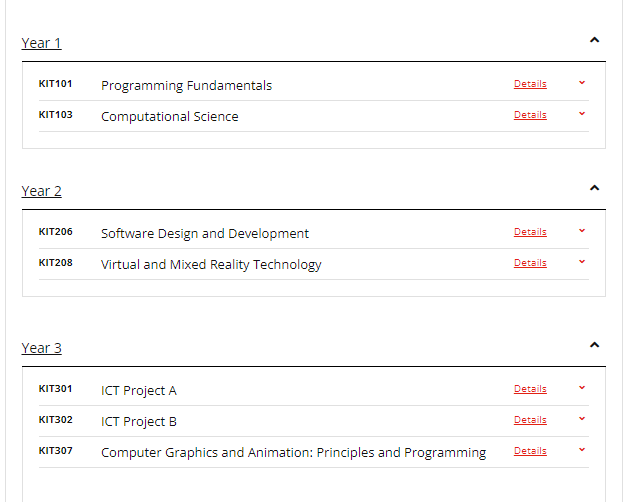 Year 1
KIT101 Programming Fundamentals Details
KIT103 Computational Science Details
Year 2
KIT206 Software Design and Development Details
KIT208 Virtual and Mixed Reality Technology Details
Year 3
KIT301 ICT Project A Details
KIT302 ICT Project B Details
KIT307 Computer Graphics and Animation: Principles and Programming Details